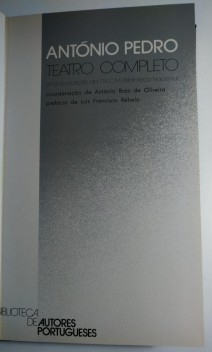 ANTÓNIO PEDRO
TEATRO COMPLETO
coordenação de António Braz de Oliveira
prefácio de Luiz Francisco Rebello
BIBLIOTECA
DE AUTORES
PORTUGUESES